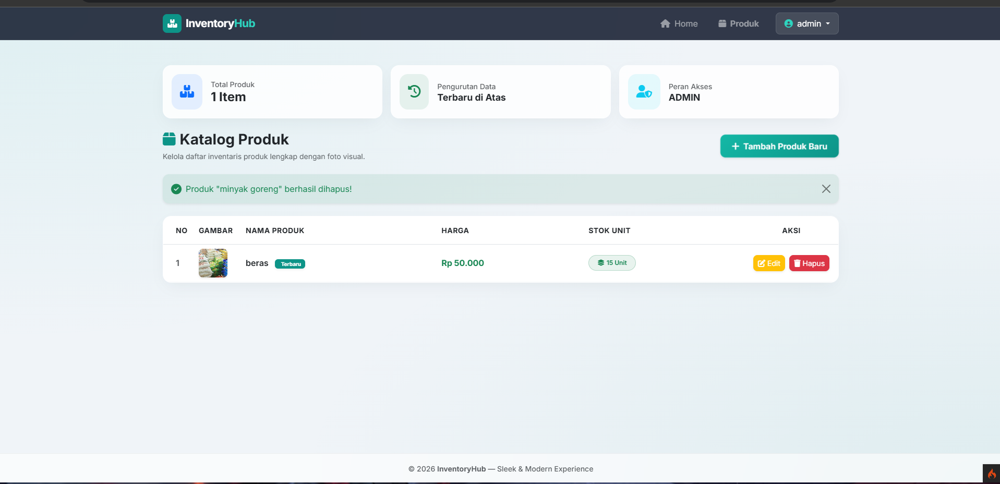 InventoryHub
Home
Produk
admin
Total Produk
1 Item
Pengurutan Data
Terbaru di Atas
Peran Akses
ADMIN
Katalog Produk
Kelola daftar inventaris produk lengkap dengan foto visual.
Tambah Produk Baru
Produk "minyak goreng" berhasil dihapus!
NO GAMBAR NAMA PRODUK HARGA STOK UNIT AKSI
1 beras Terbaru Rp 50.000 15 Unit Edit Hapus
© 2026 InventoryHub — Sleek & Modern Experience